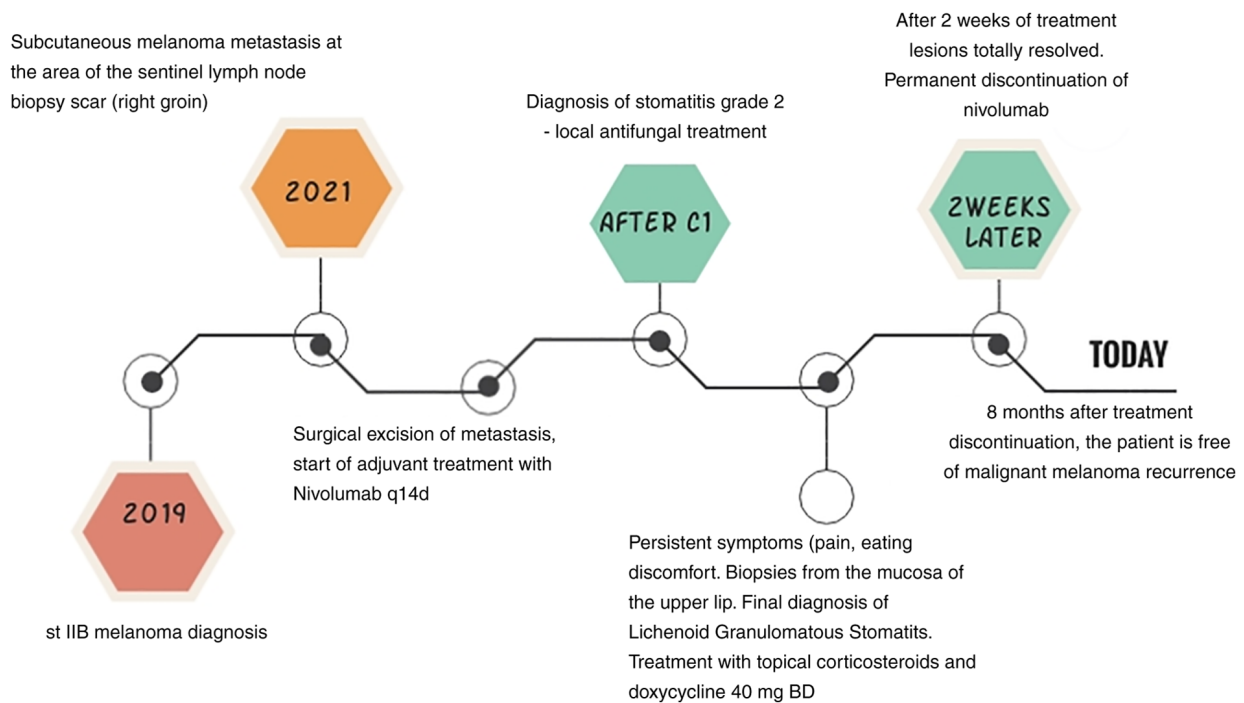 Subcutaneous melanoma metastasis at
the area of the sentinel lymph node
biopsy scar (right groin)
2021
2019
st IIB melanoma diagnosis
Surgical excision of metastasis,
start of adjuvant treatment with
Nivolumab q14d
Diagnosis of stomatitis grade 2
- local antifungal treatment
AFTER C1
Persistent symptoms (pain, eating
discomfort. Biopsies from the mucosa of
the upper lip. Final diagnosis of
Lichenoid Granulomatous Stomatits.
Treatment with topical corticosteroids and
doxycycline 40 mg BD
After 2 weeks of treatment
lesions totally resolved.
Permanent discontinuation of
nivolumab
2WEEKS
LATER
TODAY
8 months after treatment
discontinuation, the patient is free
of malignant melanoma recurrence